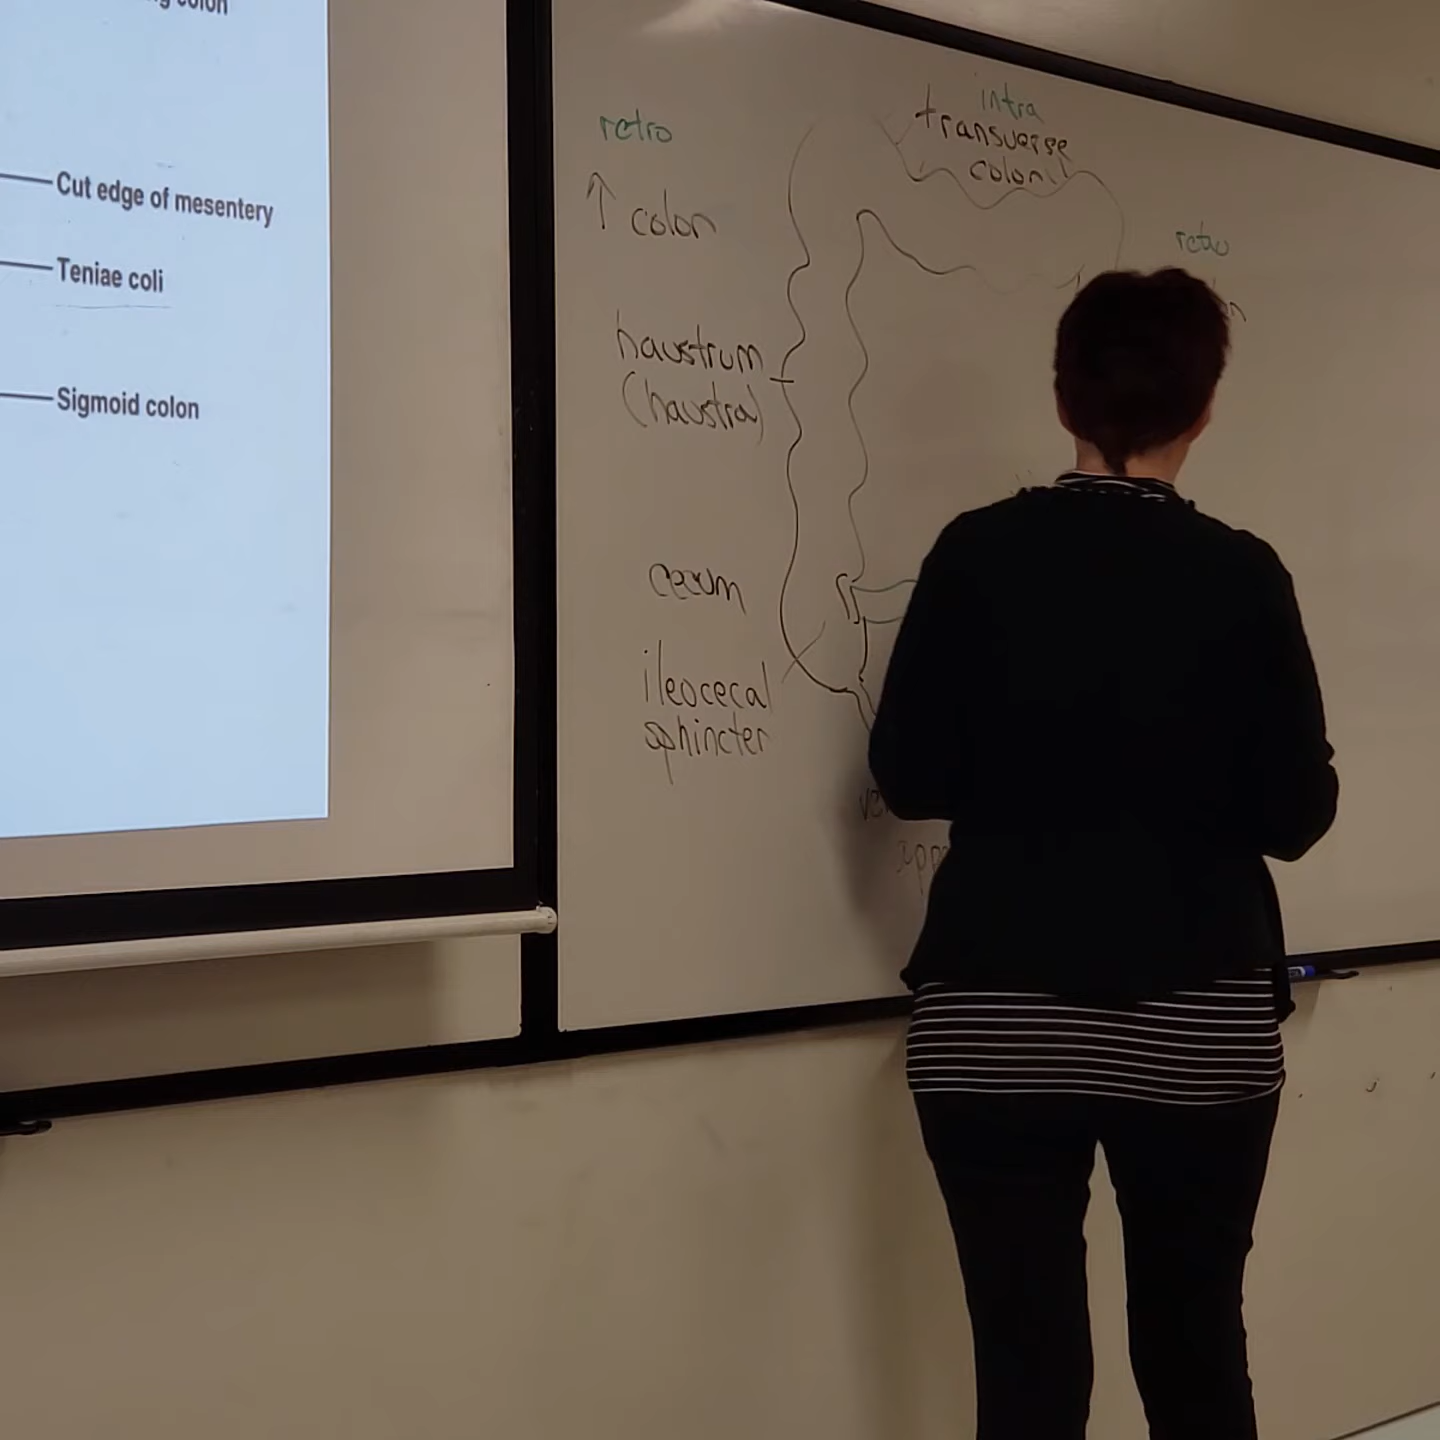 colon
Cut edge of mesentery
Teniae coli
Sigmoid colon
retro
↑ colon
haustrum
(haustra)
cecum
ileocecal
sphincter
intra
transverse
colon
retro